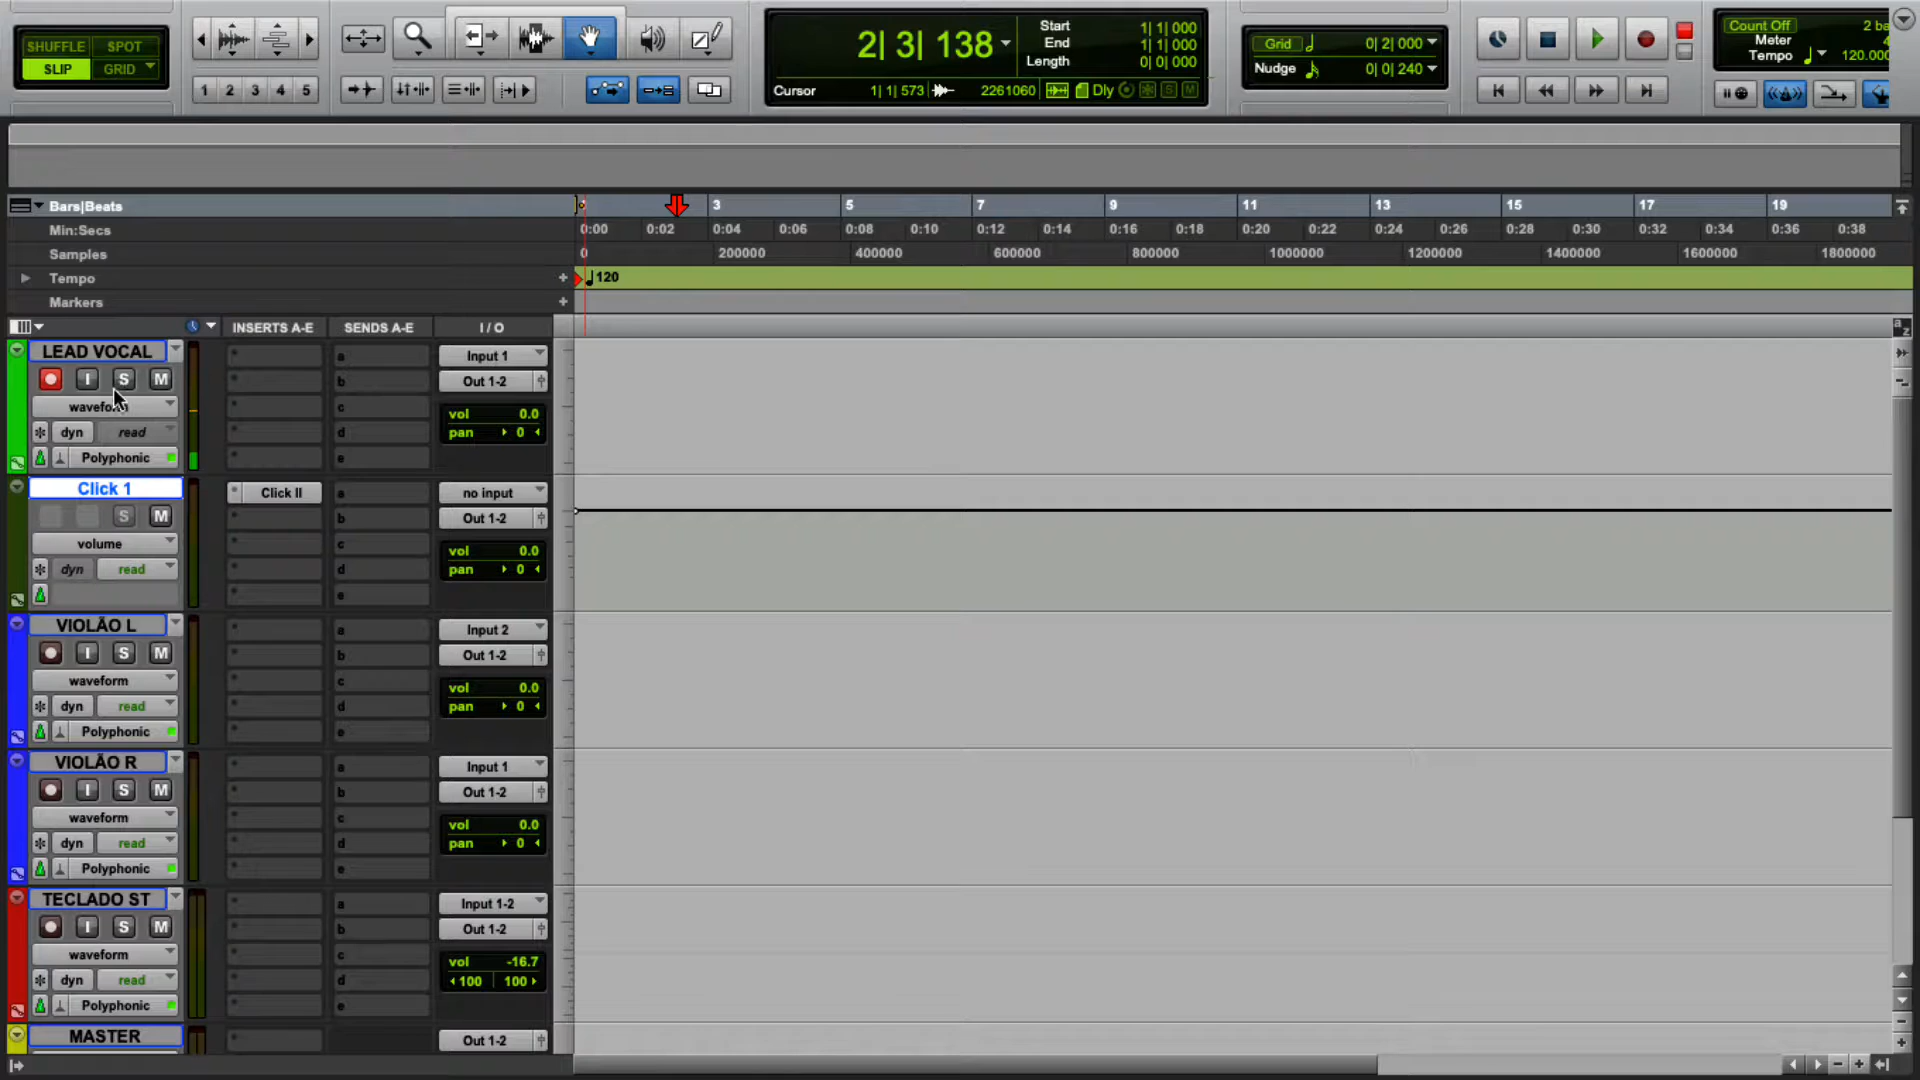 SHUFFLE SPOT
SLIP GRID
1 2 3 4 5
2| 3| 138
Start 1| 1| 000
End 1| 1| 000
Length 0| 0| 000
Cursor 1| 1| 573 2261060 Dly S M
Grid 0| 2| 000
Nudge 0| 0| 240
Count Off 2 ba
Meter
Tempo 120.000
Bars|Beats 3 5 7 9 11 13 15 17 19
Min:Secs 0:00 0:02 0:04 0:06 0:08 0:10 0:12 0:14 0:16 0:18 0:20 0:22 0:24 0:26 0:28 0:30 0:32 0:34 0:36 0:38
Samples 0 200000 400000 600000 800000 1000000 1200000 1400000 1600000 1800000
Tempo 120
Markers
INSERTS A-E SENDS A-E I / O
a z
LEAD VOCAL a Input 1
I S M b Out 1-2
wavefor c vol 0.0
dyn read d pan 0
Polyphonic e
Click 1 Click II a no input
S M b Out 1-2
volume c vol 0.0
dyn read d pan 0
e
VIOLÃO L a Input 2
I S M b Out 1-2
waveform c vol 0.0
dyn read d pan 0
Polyphonic e
VIOLÃO R a Input 1
I S M b Out 1-2
waveform c vol 0.0
dyn read d pan 0
Polyphonic e
TECLADO ST a Input 1-2
I S M b Out 1-2
waveform c vol -16.7
dyn read d 100 100
Polyphonic e
MASTER Out 1-2